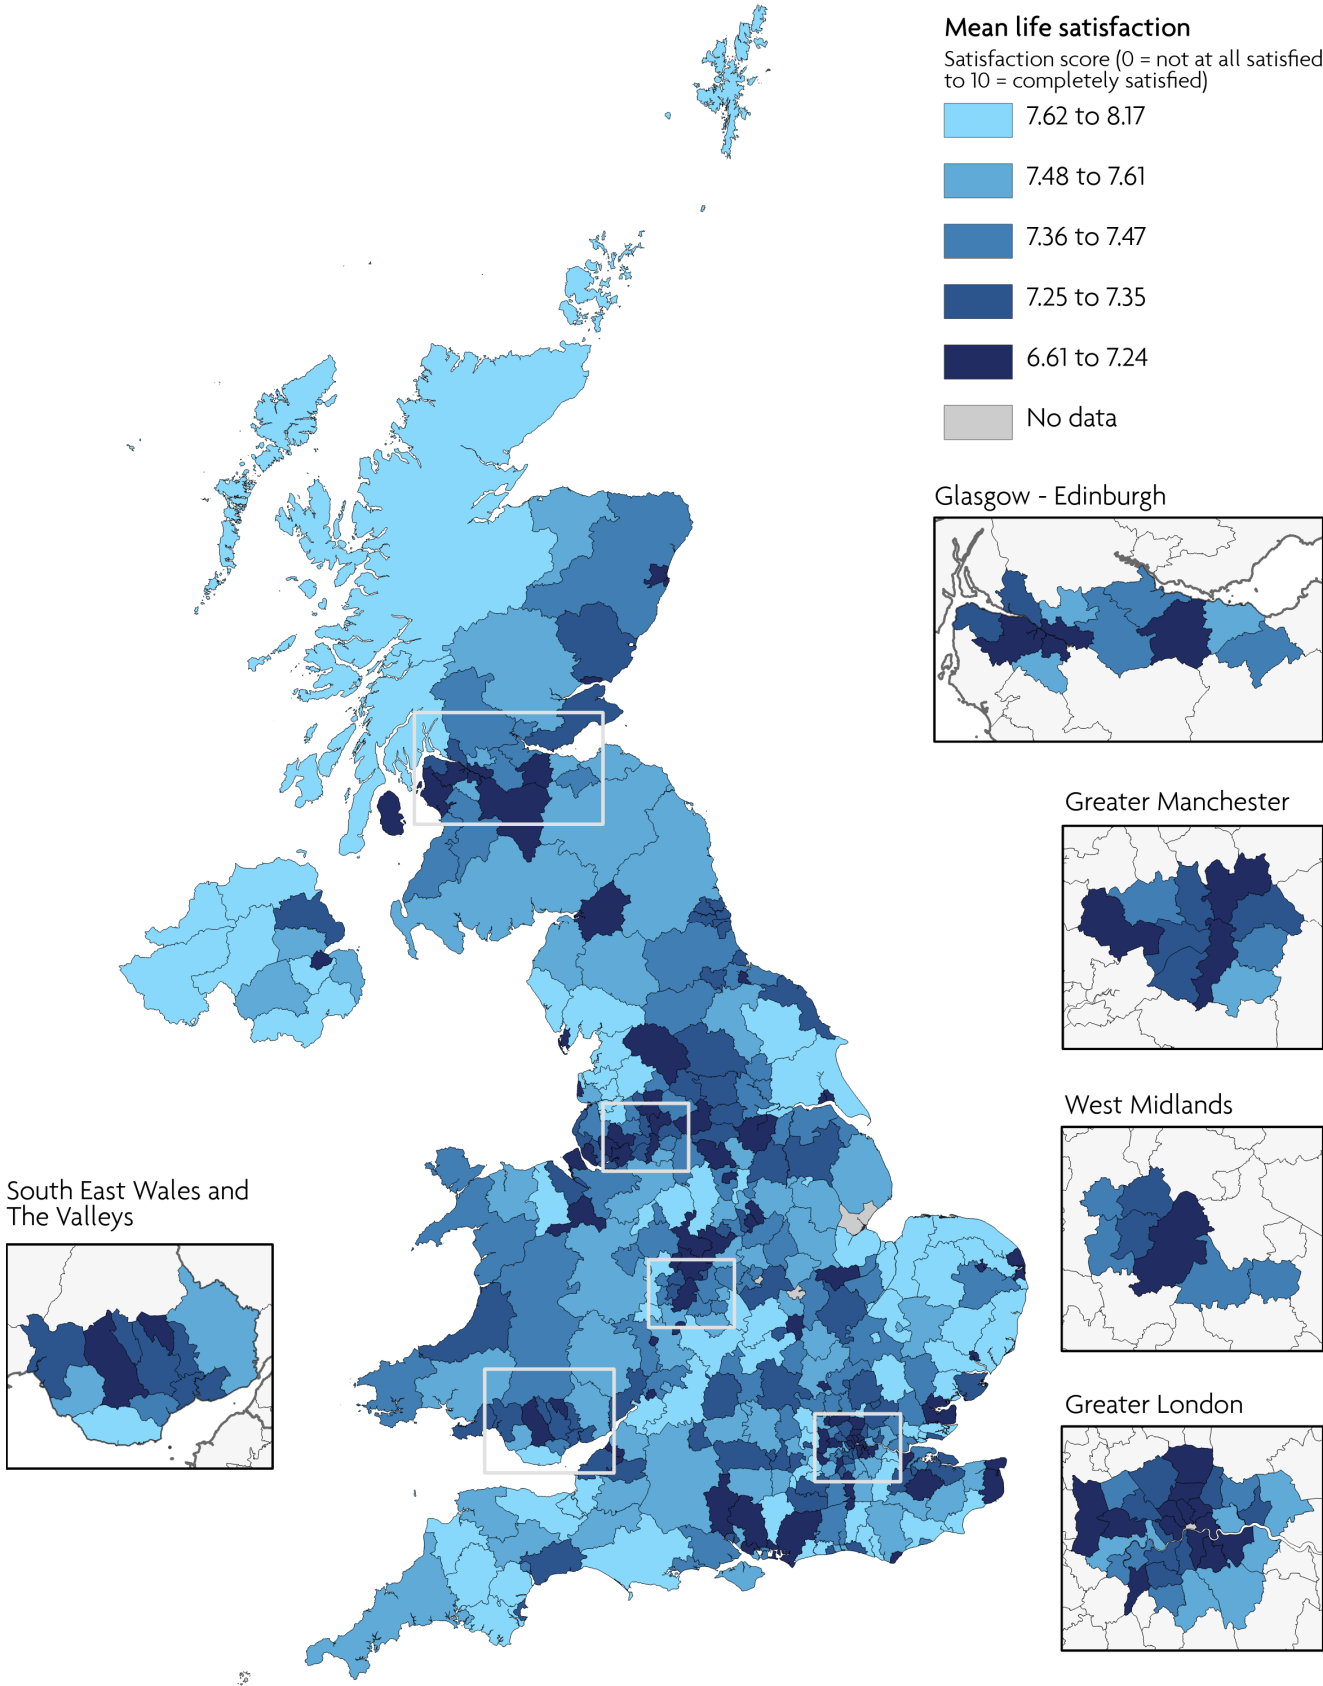 Mean life satisfaction
Satisfaction score (0 = not at all satisfied
to 10 = completely satisfied)
7.62 to 8.17
7.48 to 7.61
7.36 to 7.47
7.25 to 7.35
6.61 to 7.24
No data
Glasgow - Edinburgh
Greater Manchester
West Midlands
South East Wales and
The Valleys
Greater London